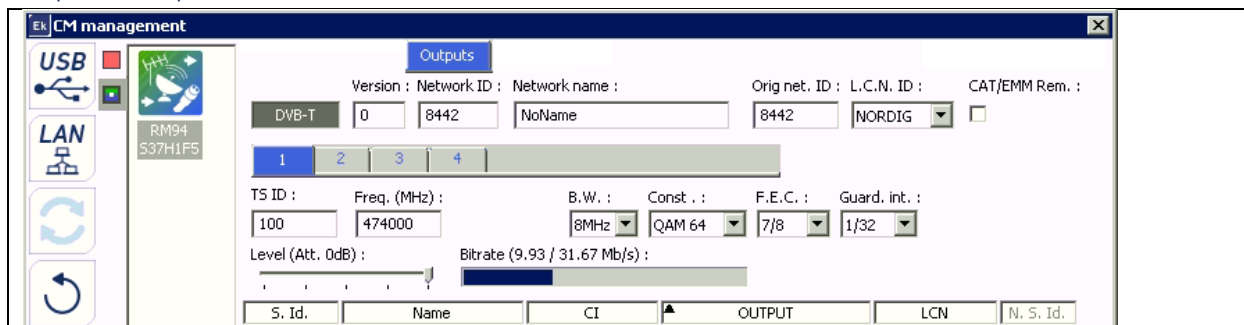 Ek CM management
USB
Outputs
Version : Network ID : Network name : Orig net. ID : L.C.N. ID : CAT/EMM Rem. :
DVB-T 0 8442 NoName 8442 NORDIG
LAN
RM94
S37H1F5
1 2 3 4
TS ID : Freq. (MHz) : B.W. : Const . : F.E.C. : Guard. int. :
100 474000 8MHz QAM 64 7/8 1/32
Level (Att. 0dB) : Bitrate (9.93 / 31.67 Mb/s) :
S. Id. Name CI OUTPUT LCN N. S. Id.